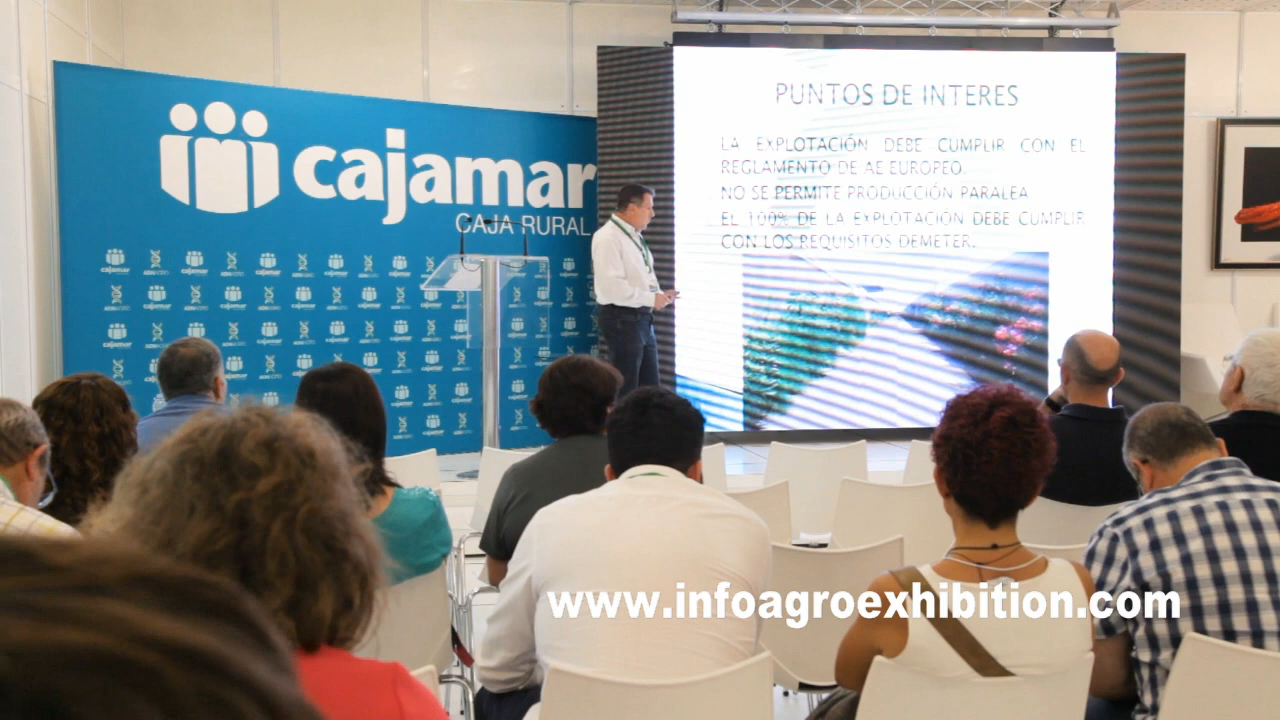 cajamar
CAJA RURAL
PUNTOS DE INTERES
LA EXPLOTACIÓN DEBE CUMPLIR CON EL
REGLAMENTO DE AE EUROPEO.
NO SE PERMITE PRODUCCIÓN PARALEA
EL 100% DE LA EXPLOTACION DEBE CUMPLIR
CON LOS REQUISITOS DEMETER.
www.infoagroexhibition.com